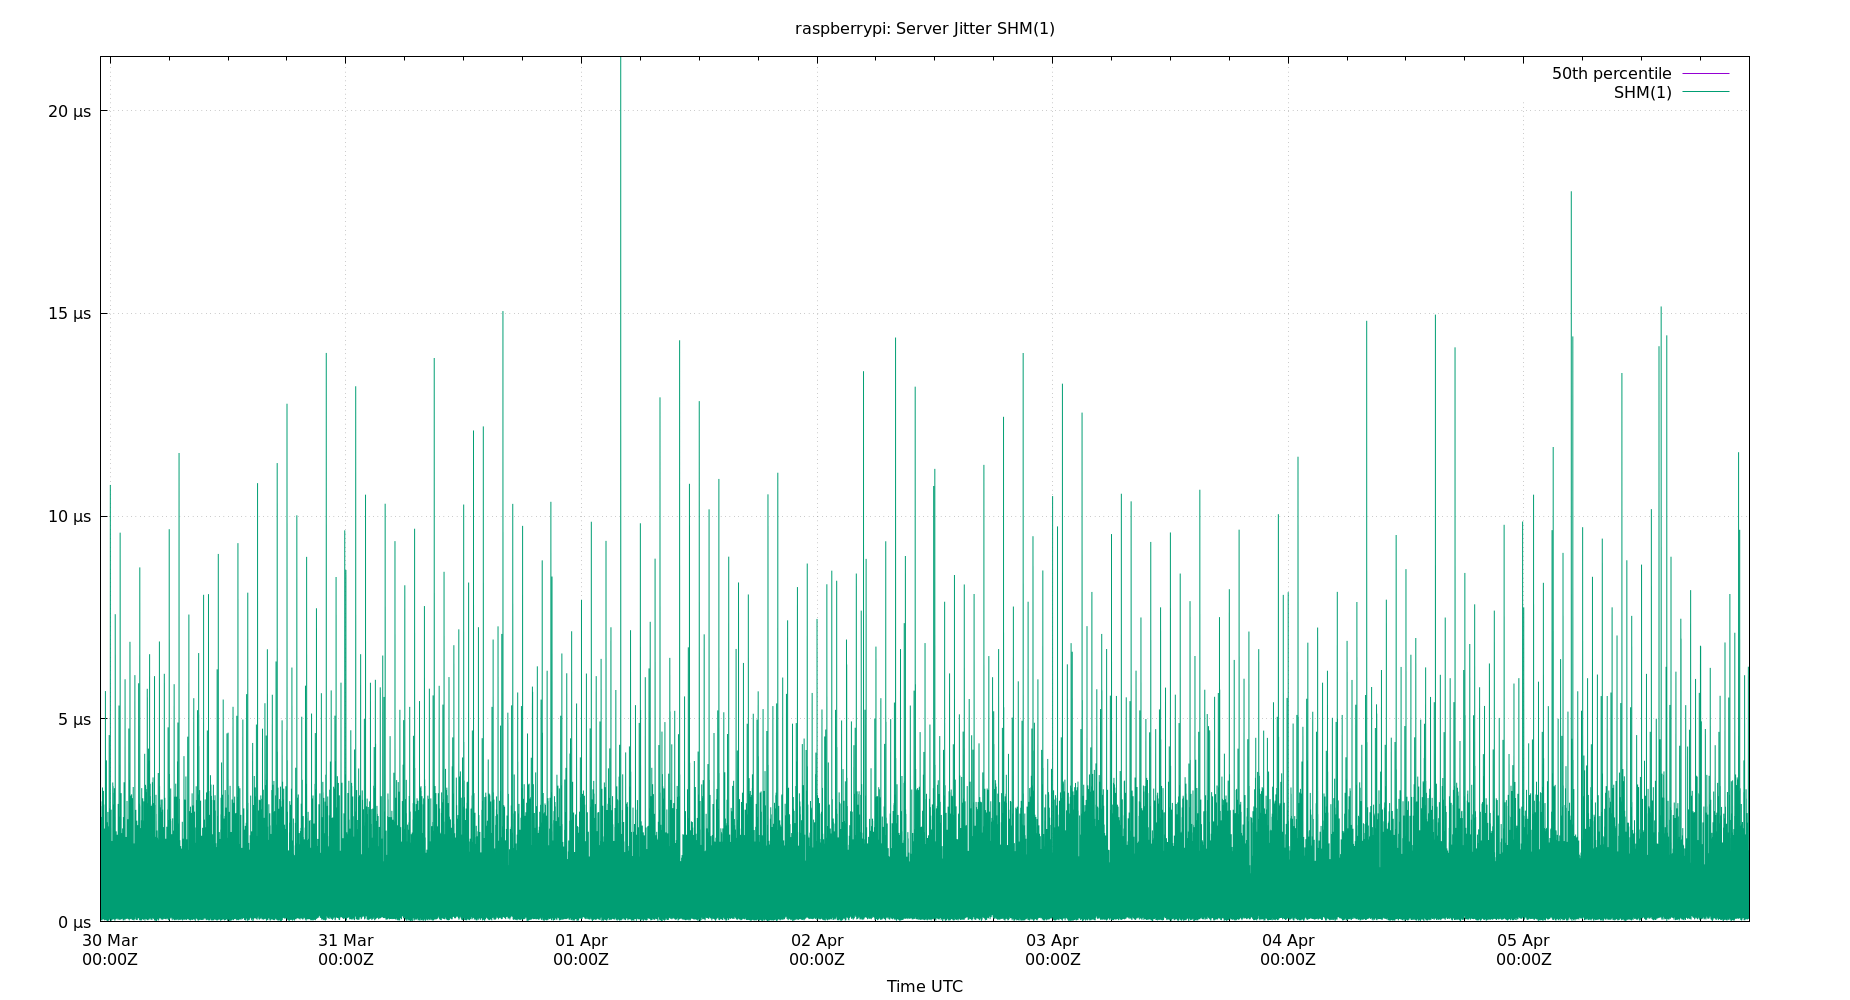 raspberrypi: Server Jitter SHM(1)
50th percentile
SHM(1)
20 µs
15 µs
10 µs
5 µs
0 µs
30 Mar 31 Mar 01 Apr 02 Apr 03 Apr 04 Apr 05 Apr
00:00Z 00:00Z 00:00Z 00:00Z 00:00Z 00:00Z 00:00Z
Time UTC